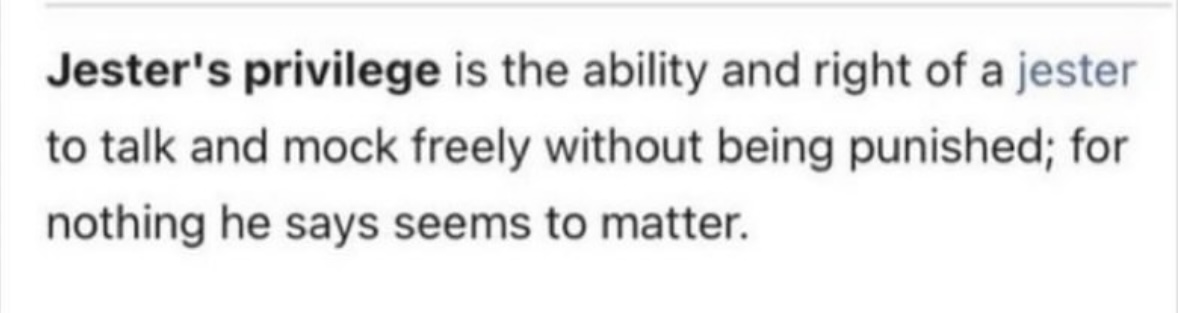 Jester's privilege is the ability and right of a jester
to talk and mock freely without being punished; for
nothing he says seems to matter.